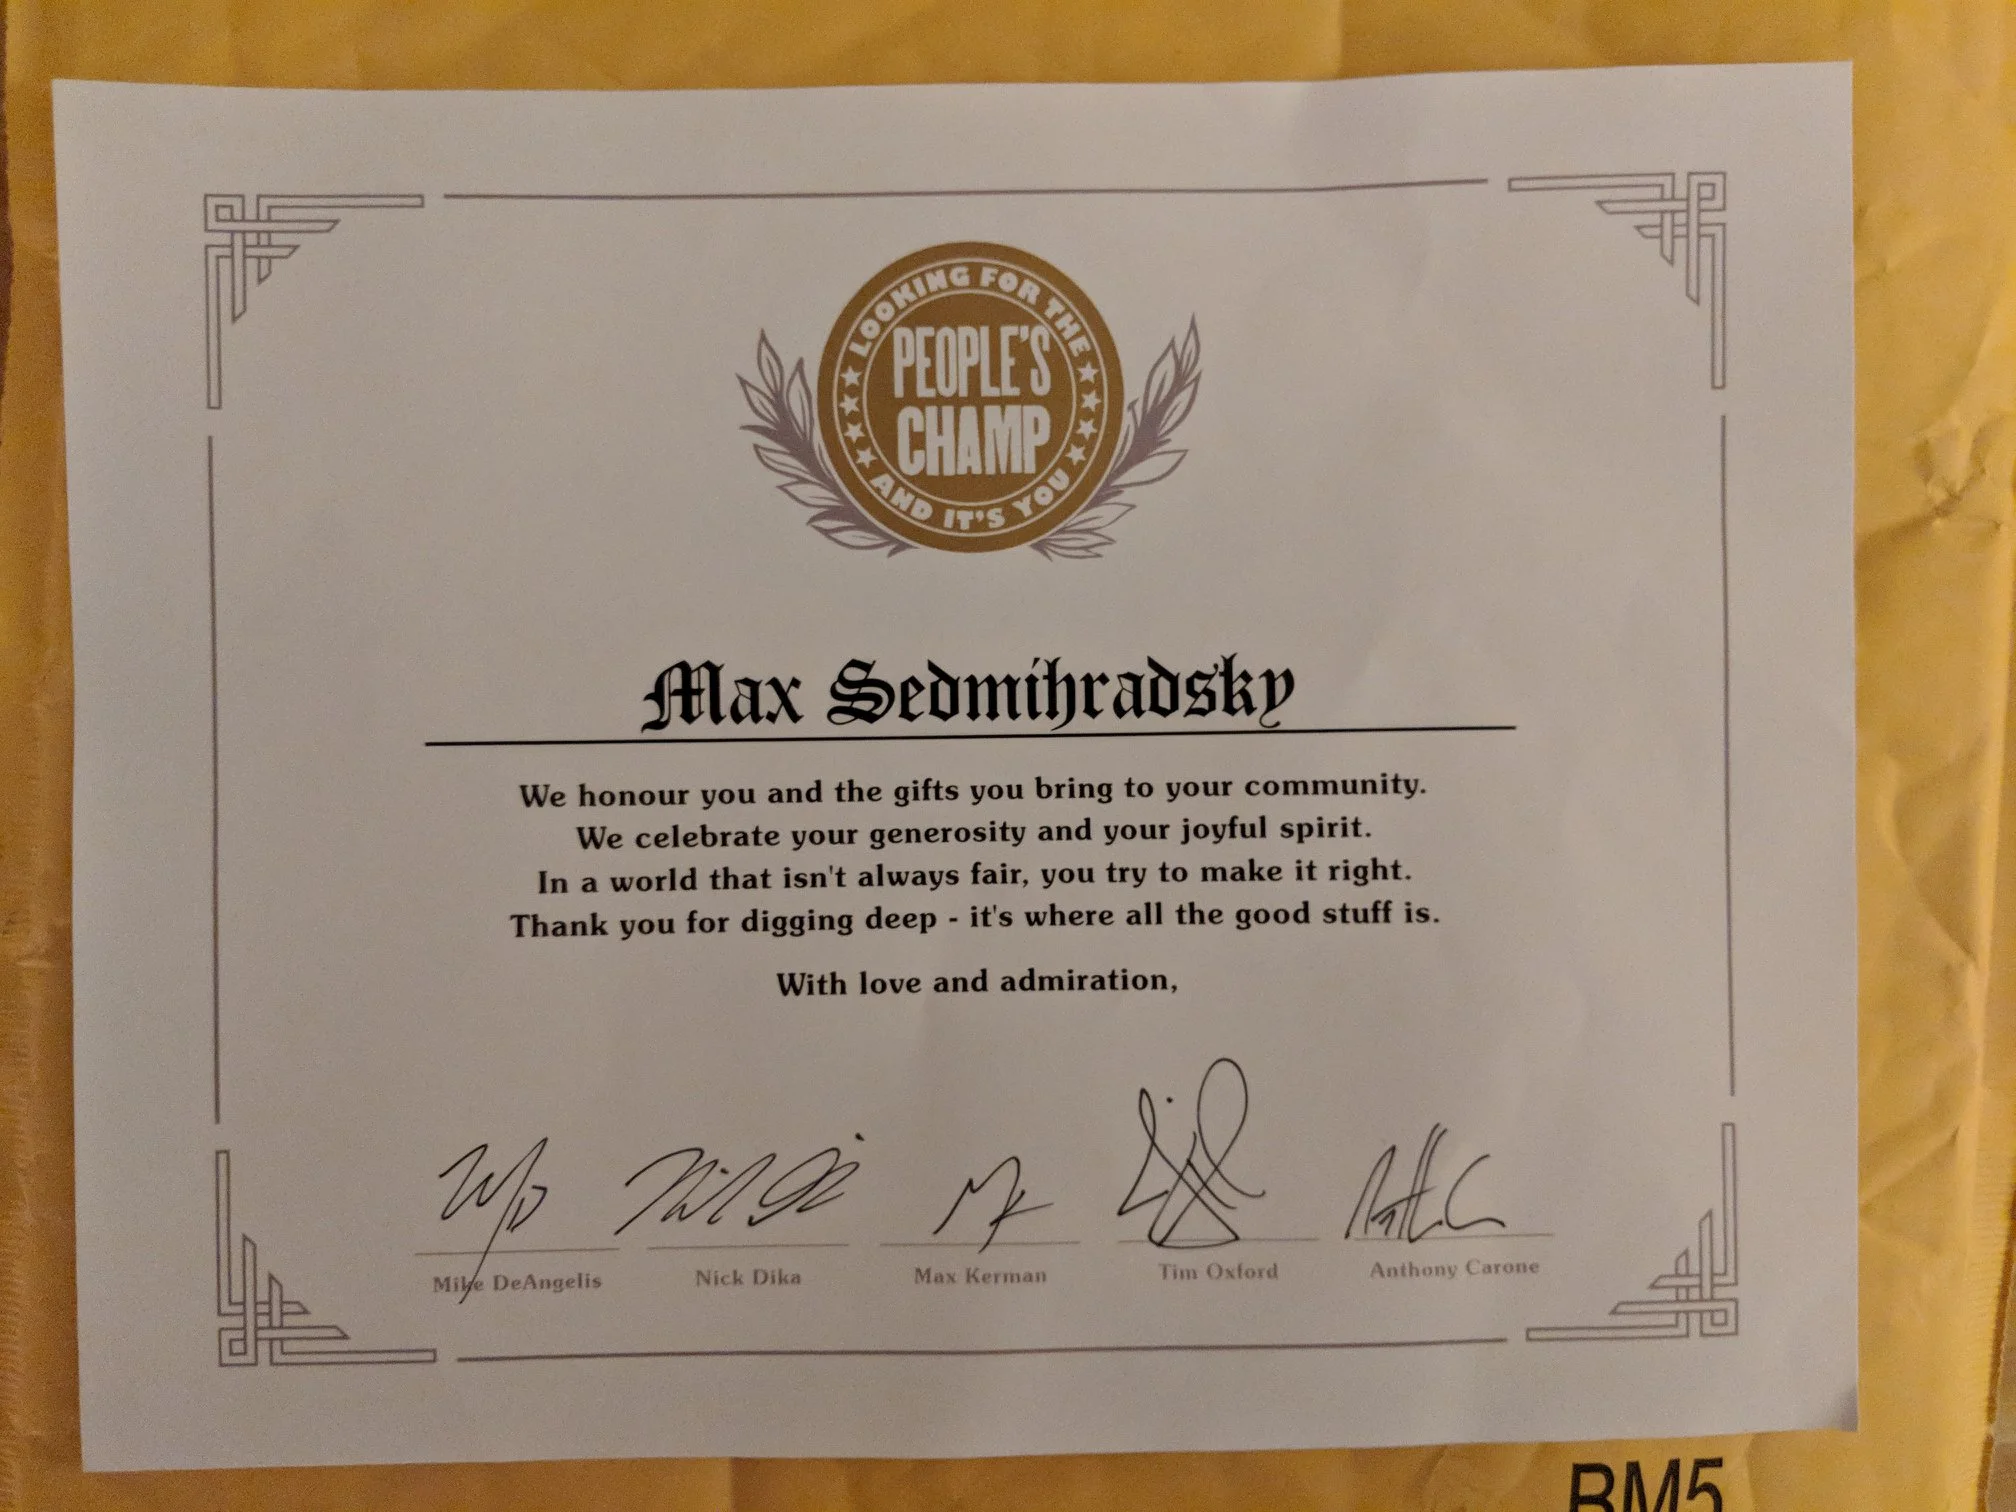 LOOKING FOR THE
PEOPLE'S
CHAMP
AND IT'S YOU
Max Sedmihradsky
We honour you and the gifts you bring to your community.
We celebrate your generosity and your joyful spirit.
In a world that isn't always fair, you try to make it right.
Thank you for digging deep - it's where all the good stuff is.
With love and admiration,
Mike DeAngelis
Nick Dika
Max Kerman
Tim Oxford
Anthony Carone